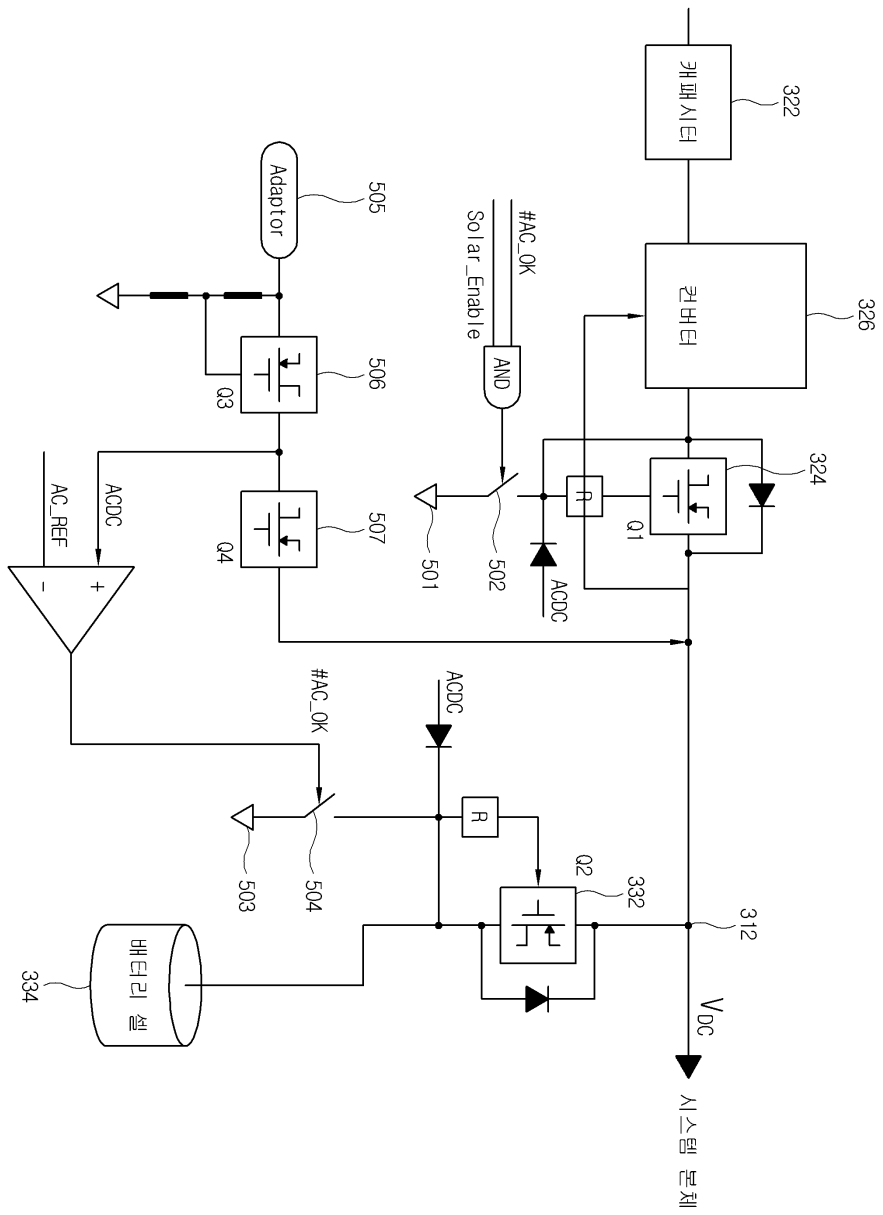 캐패시터
322
컨버터
326
324
Q1
R
#AC_OK
Solar_Enable
AND
ACDC
501
502
Adaptor
505
506
Q3
507
Q4
ACDC
AC_REF
+
-
#AC_OK
ACDC
R
Q2
332
503
504
배터리 셀
334
312
VDC
시스템 본체